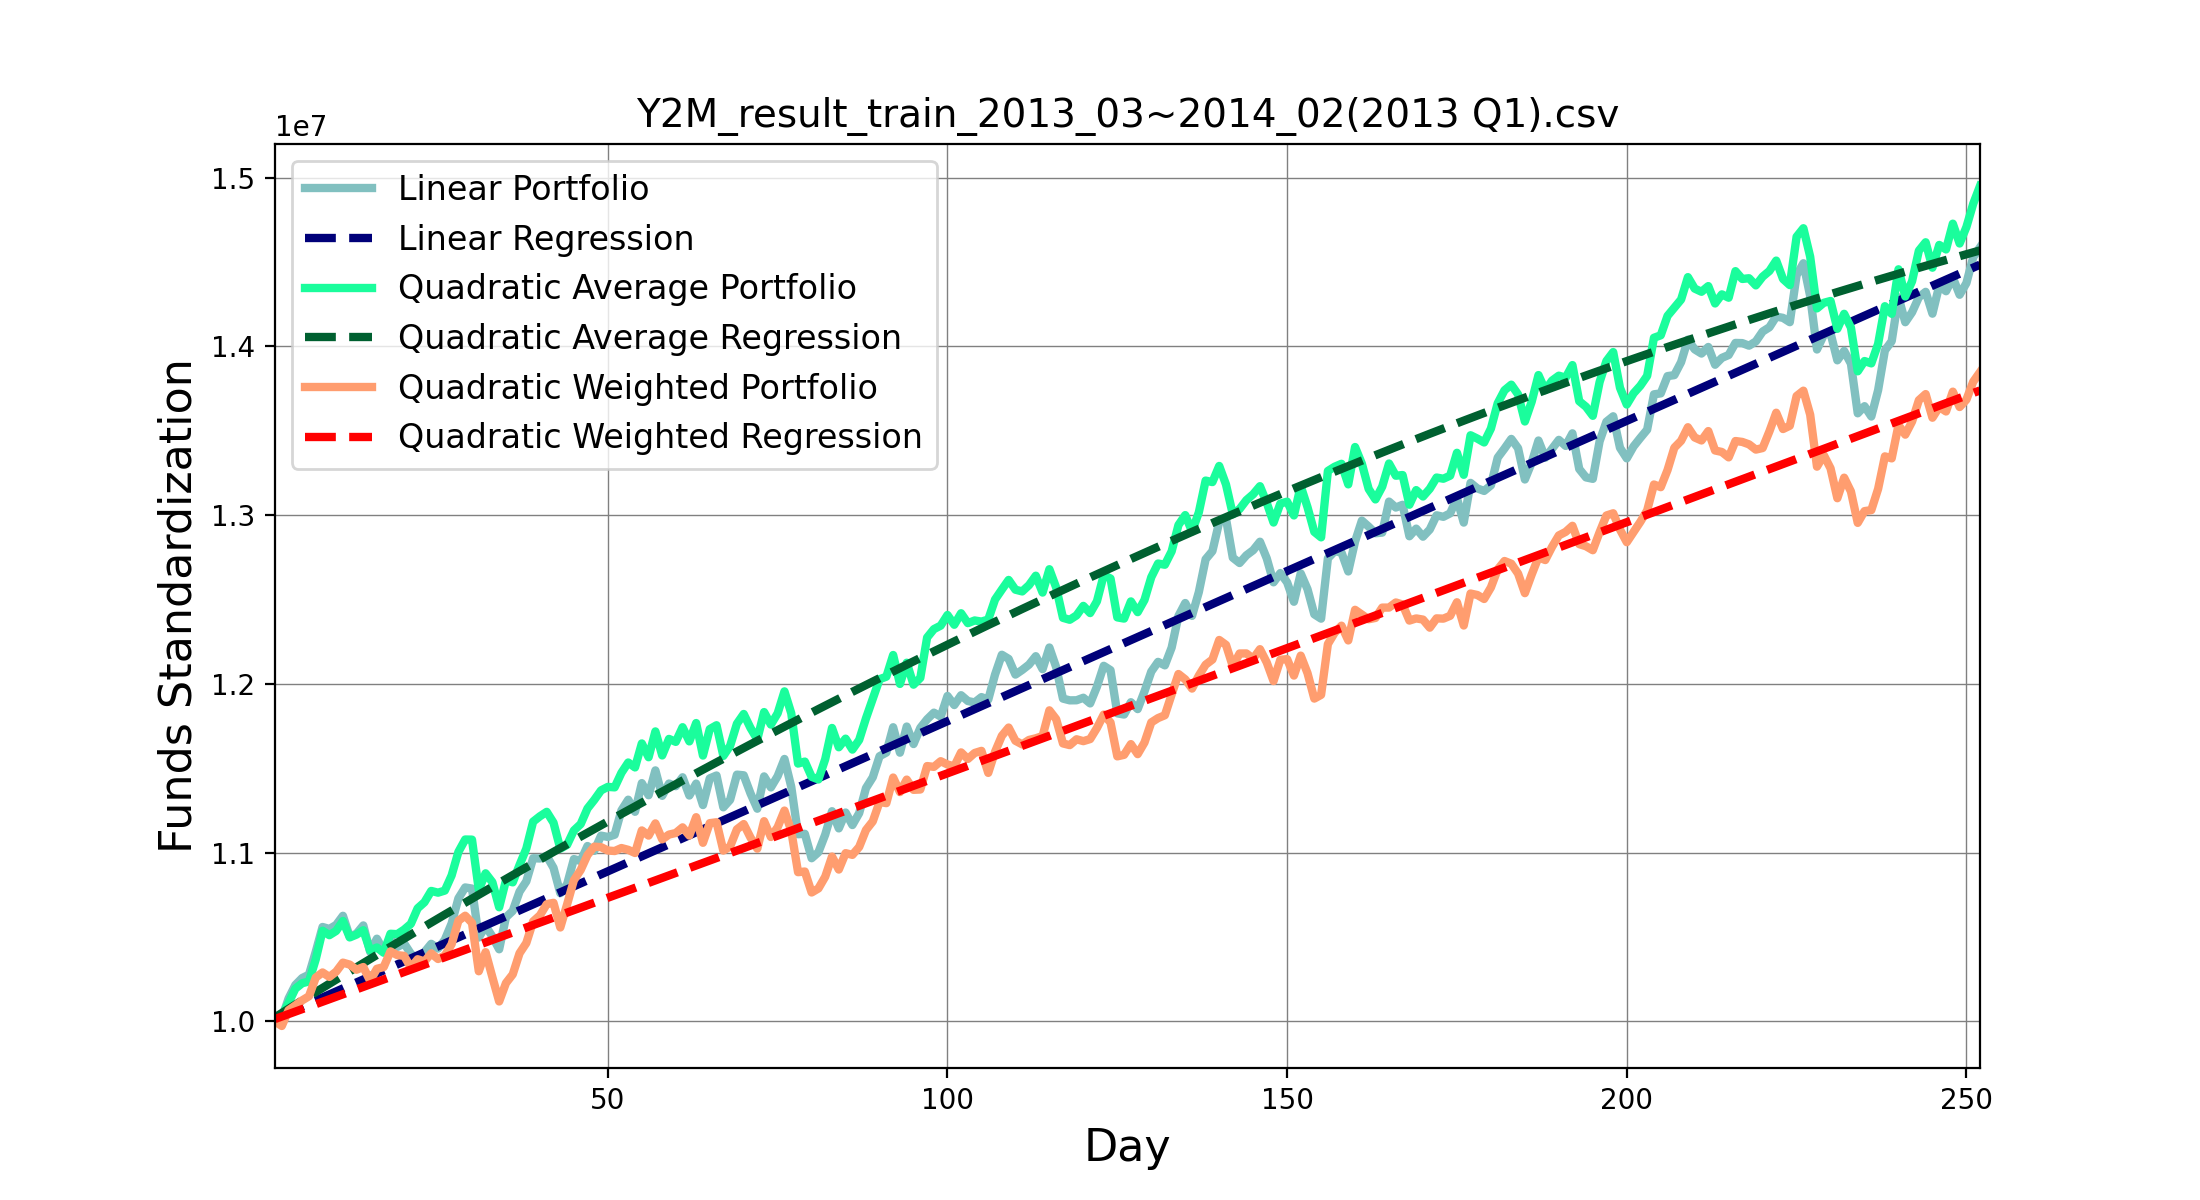 Y2M_result_train_2013_03~2014_02(2013 Q1).csv
1e7
Linear Portfolio
Linear Regression
Quadratic Average Portfolio
Quadratic Average Regression
Quadratic Weighted Portfolio
Quadratic Weighted Regression
1.5
1.4
1.3
1.2
1.1
1.0
Funds Standardization
50 100 150 200 250
Day